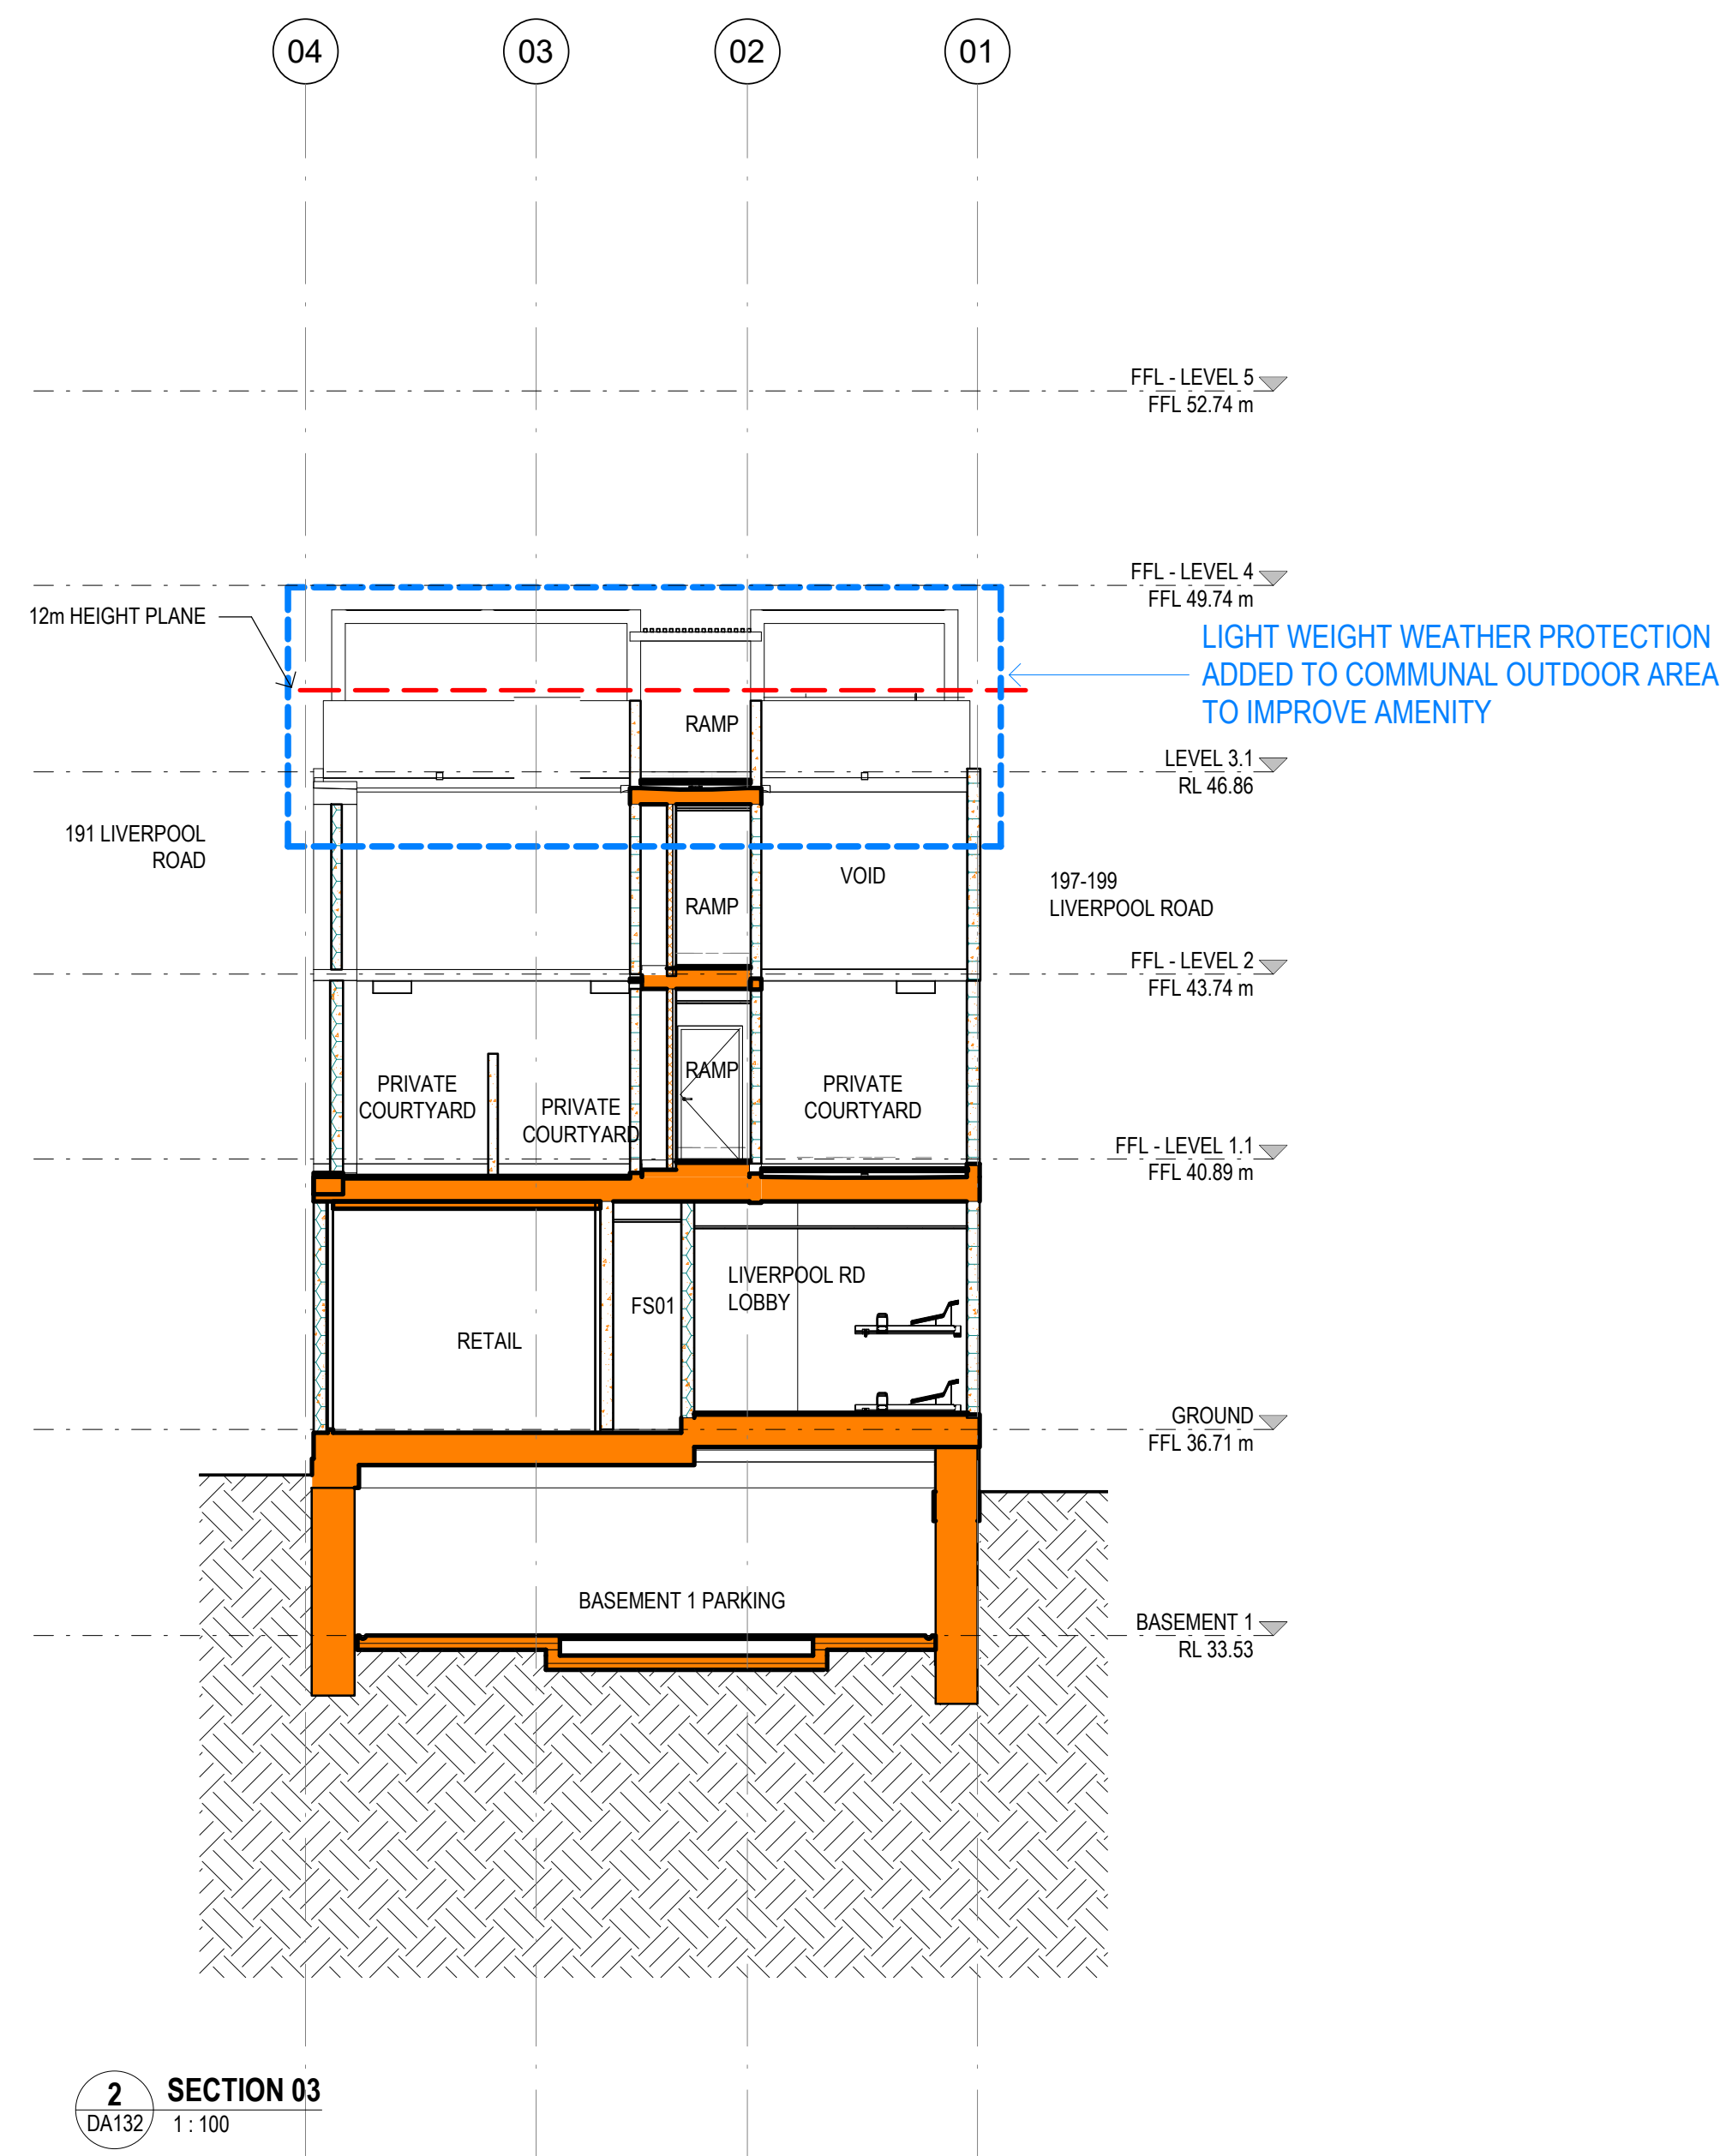 04
03
02
01
FFL - LEVEL 5
FFL 52.74 m
FFL - LEVEL 4
FFL 49.74 m
12m HEIGHT PLANE
LIGHT WEIGHT WEATHER PROTECTION
ADDED TO COMMUNAL OUTDOOR AREA
TO IMPROVE AMENITY
RAMP
LEVEL 3.1
RL 46.86
191 LIVERPOOL
ROAD
VOID
197-199
LIVERPOOL ROAD
RAMP
FFL - LEVEL 2
FFL 43.74 m
PRIVATE
COURTYARD
PRIVATE
COURTYARD
RAMP
PRIVATE
COURTYARD
FFL - LEVEL 1.1
FFL 40.89 m
LIVERPOOL RD
LOBBY
FS01
RETAIL
GROUND
FFL 36.71 m
BASEMENT 1 PARKING
BASEMENT 1
RL 33.53
2
DA132
SECTION 03
1 : 100